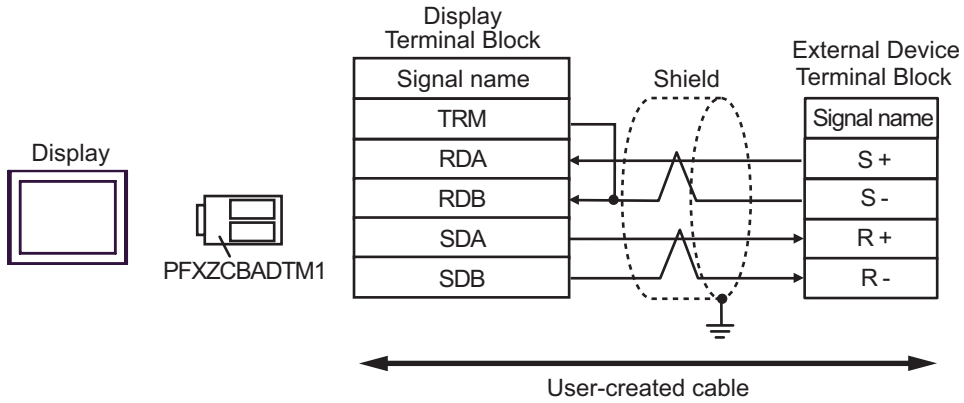 Display
Terminal Block
Signal name
TRM
RDA
RDB
SDA
SDB
Shield
External Device
Terminal Block
Signal name
S +
S -
R +
R -
Display
PFXZCBADTM1
User-created cable